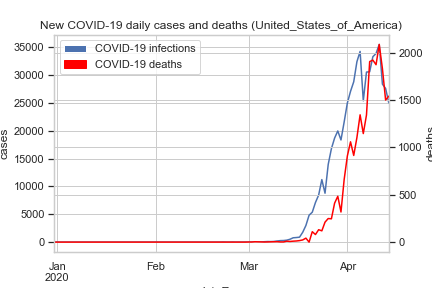 New COVID-19 daily cases and deaths (United_States_of_America)
COVID-19 infections
COVID-19 deaths
35000
30000
25000
20000
15000
10000
5000
0
cases
2000
1500
1000
500
0
deaths
Jan
2020
Feb
Mar
Apr